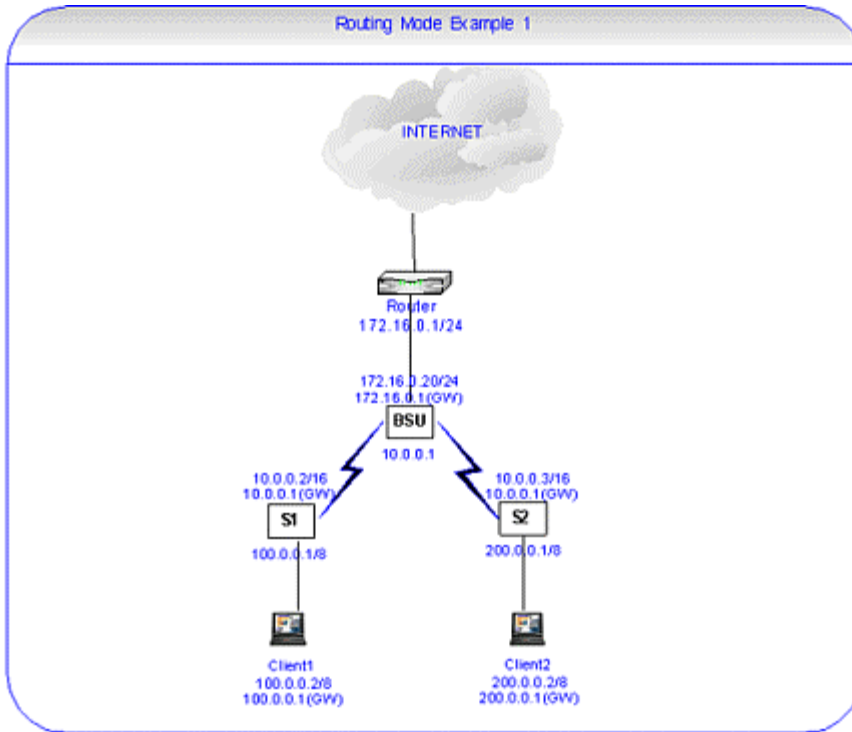 Routing Mode Example 1
INTERNET
Router
172.16.0.1/24
172.16.0.20/24
172.16.0.1(GW)
BSU
10.0.0.1
10.0.0.2/16
10.0.0.1(GW)
S1
100.0.0.1/8
10.0.0.3/16
10.0.0.1(GW)
S2
200.0.0.1/8
Client1
100.0.0.2/8
100.0.0.1(GW)
Client2
200.0.0.2/8
200.0.0.1(GW)